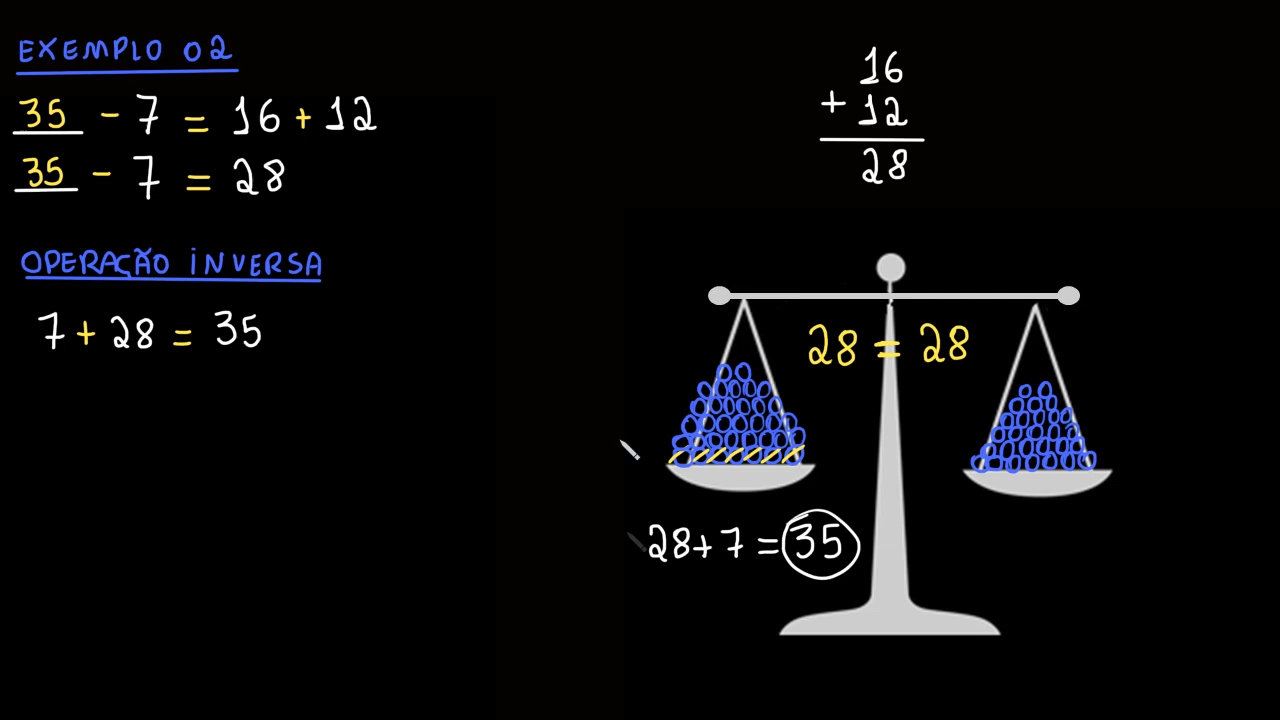 EXEMPLO 02
35 - 7 = 16 + 12
35 - 7 = 28
OPERAÇÃO INVERSA
7 + 28 = 35
16
+ 12
28
28 = 28
28 + 7 = 35